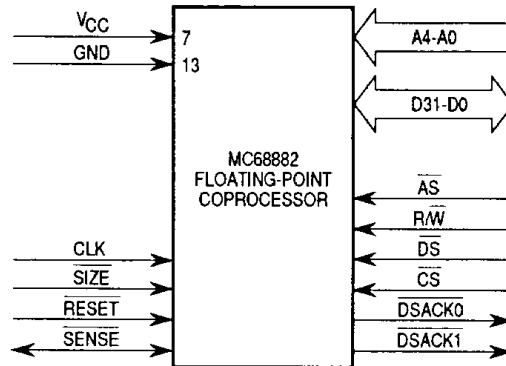 VCC
7
GND
13
A4-A0
D31-D0
MC68882
FLOATING-POINT
COPROCESSOR
AS
R/W
DS
CS
CLK
SIZE
RESET
SENSE
DSACK0
DSACK1